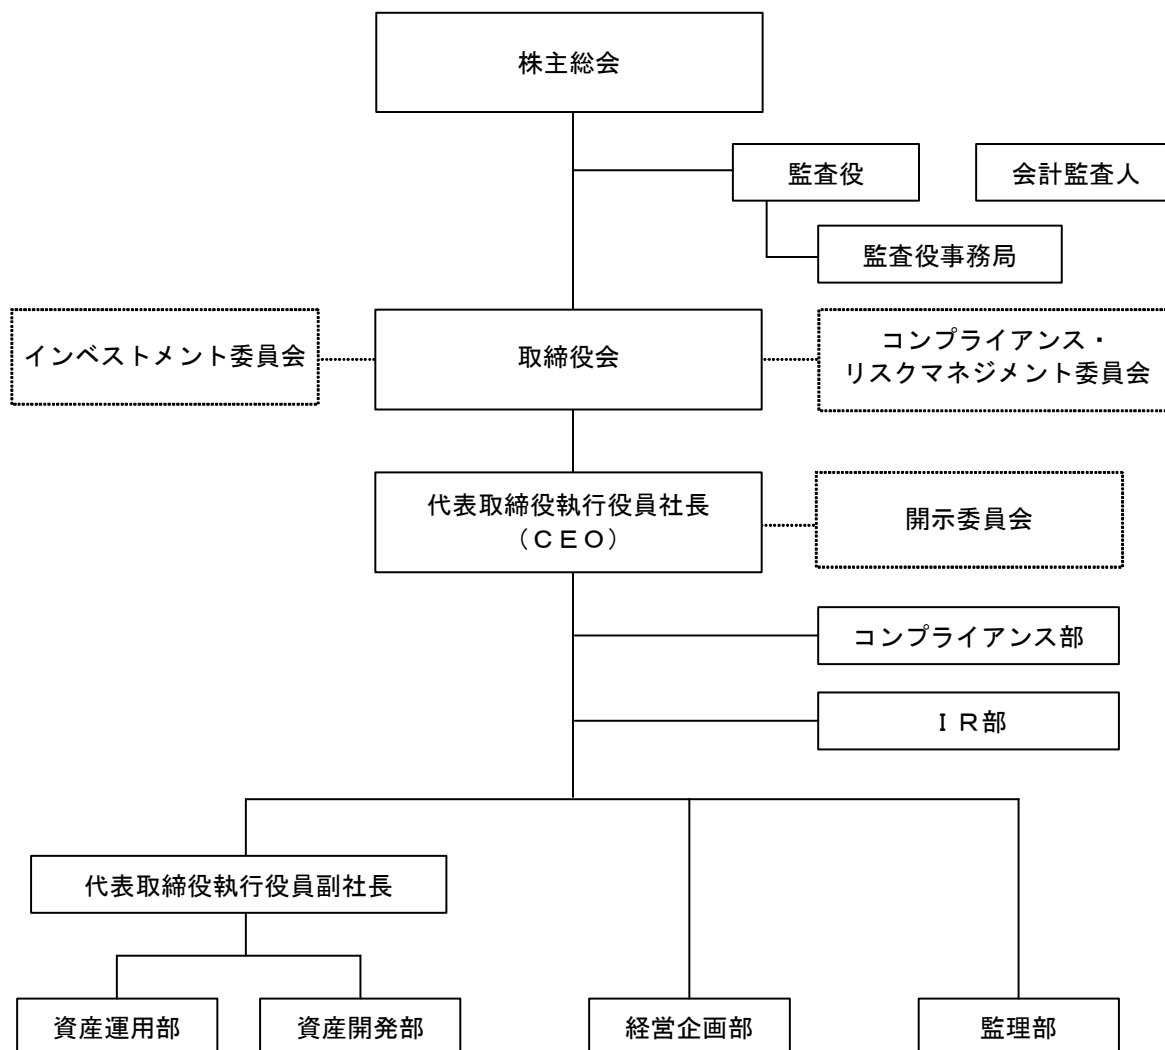 株主総会
監査役
会計監査人
監査役事務局
インベストメント委員会
取締役会
コンプライアンス・
リスクマネジメント委員会
代表取締役執行役員社長
（ＣＥＯ）
開示委員会
コンプライアンス部
ＩＲ部
代表取締役執行役員副社長
資産運用部
資産開発部
経営企画部
監理部